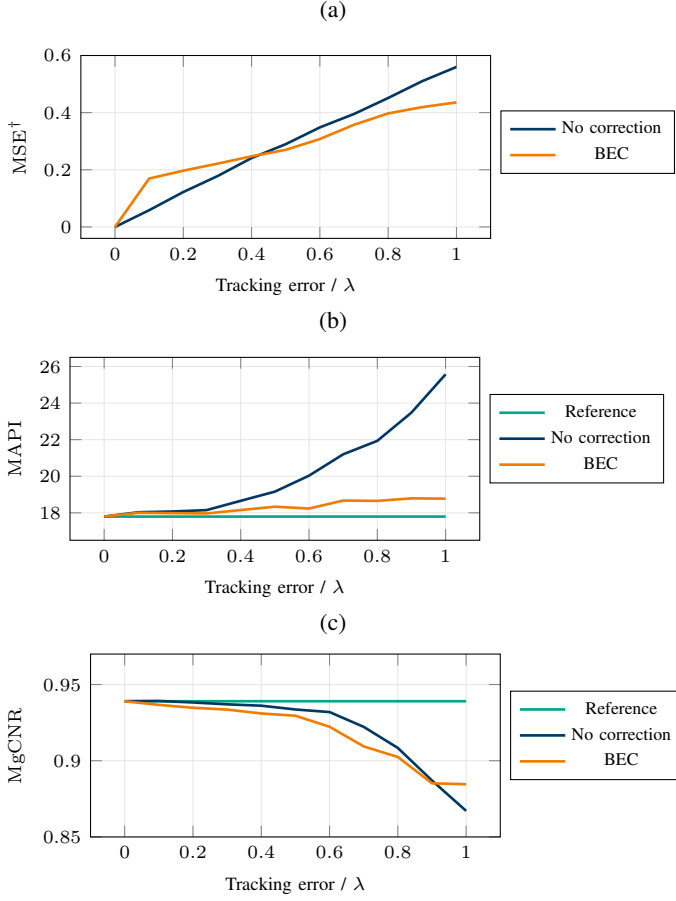 (a)
0.6
0.4
0.2
0
MSE†
0 0.2 0.4 0.6 0.8 1
Tracking error / λ
No correction
BEC
(b)
26
24
22
20
18
MAPI
0 0.2 0.4 0.6 0.8 1
Tracking error / λ
Reference
No correction
BEC
(c)
0.95
0.9
0.85
MgCNR
0 0.2 0.4 0.6 0.8 1
Tracking error / λ
Reference
No correction
BEC